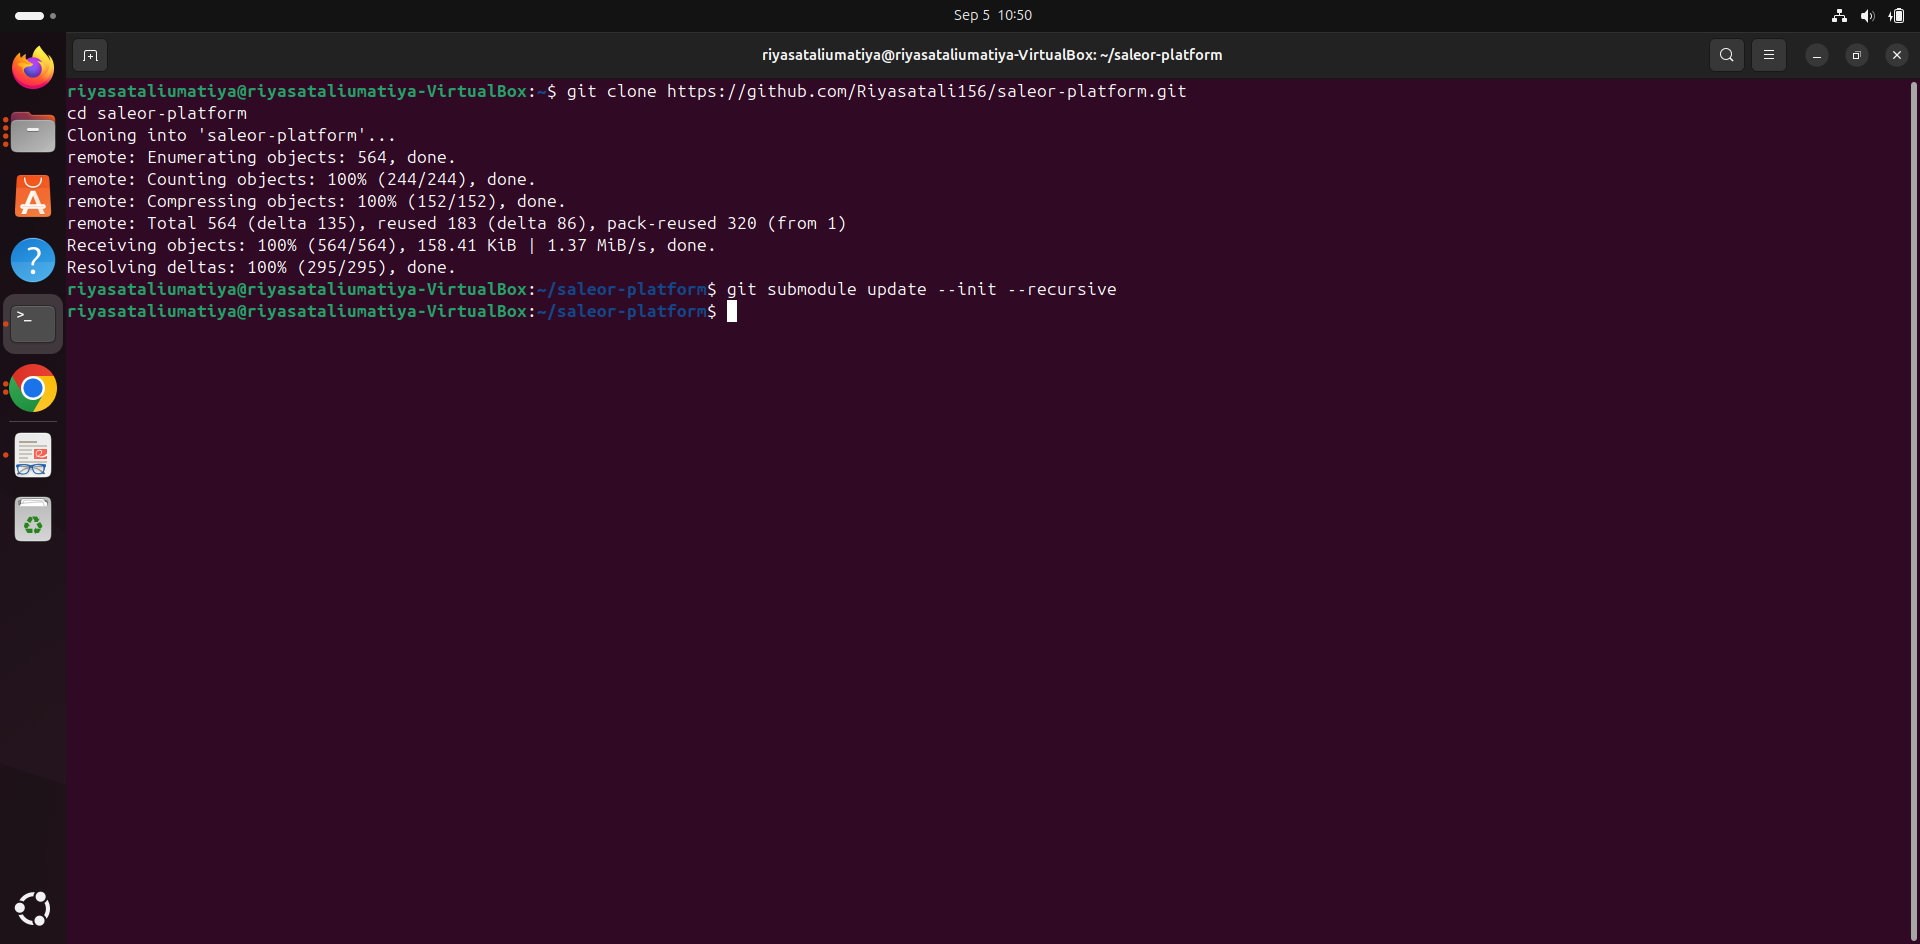 Sep 5 10:50
riyasataliumatiya@riyasataliumatiya-VirtualBox: ~/saleor-platform
riyasataliumatiya@riyasataliumatiya-VirtualBox:~$ git clone https://github.com/Riyasatali156/saleor-platform.git
cd saleor-platform
Cloning into 'saleor-platform'...
remote: Enumerating objects: 564, done.
remote: Counting objects: 100% (244/244), done.
remote: Compressing objects: 100% (152/152), done.
remote: Total 564 (delta 135), reused 183 (delta 86), pack-reused 320 (from 1)
Receiving objects: 100% (564/564), 158.41 KiB | 1.37 MiB/s, done.
Resolving deltas: 100% (295/295), done.
riyasataliumatiya@riyasataliumatiya-VirtualBox:~/saleor-platform$ git submodule update --init --recursive
riyasataliumatiya@riyasataliumatiya-VirtualBox:~/saleor-platform$